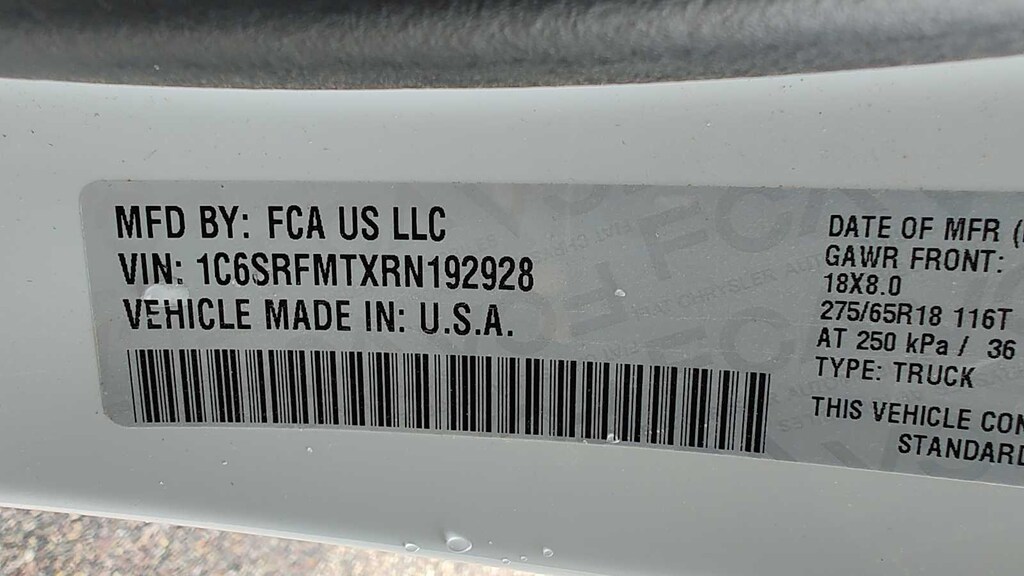 MFD BY: FCA US LLC
VIN: 1C6SRFMTXRN192928
VEHICLE MADE IN: U.S.A.
DATE OF MFR (
GAWR FRONT:
18X8.0
275/65R18 116T
AT 250 kPa / 36
TYPE: TRUCK
THIS VEHICLE CON
STANDARD